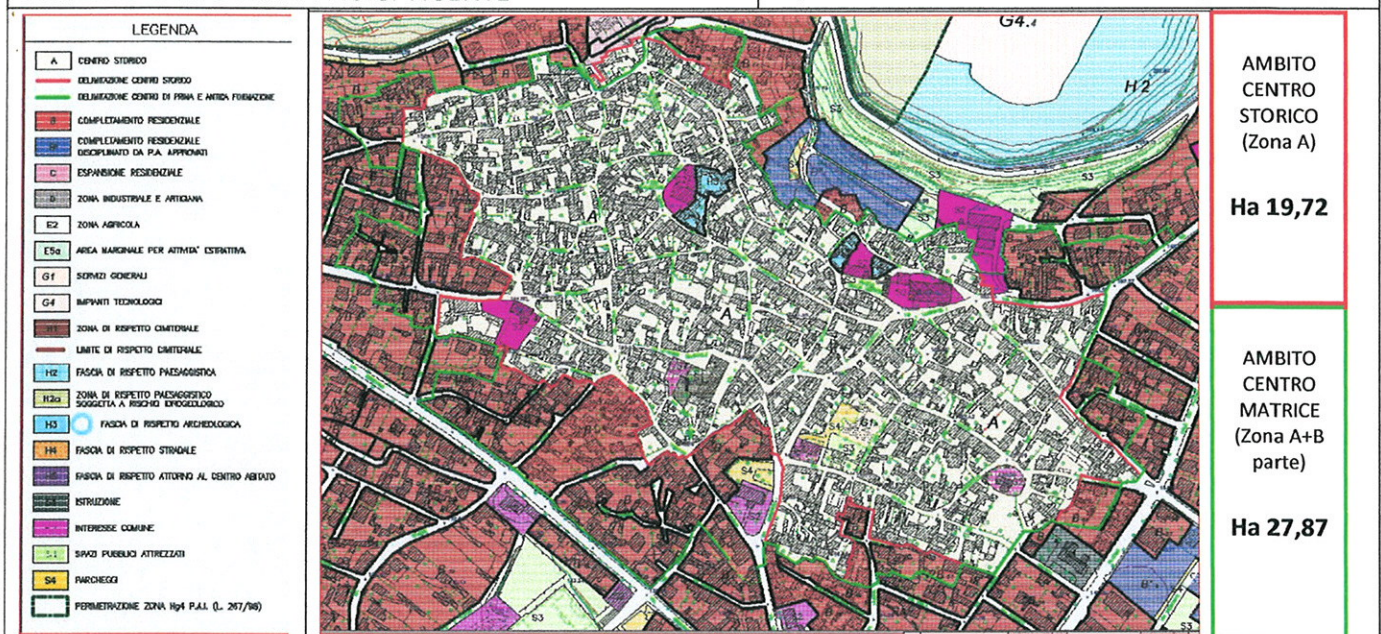 LEGENDA
A CENTRO STORICO
DELIMITAZIONE CENTRO STORICO
DELIMITAZIONE CENTRO DI PRIMA E ANTICA FORMAZIONE
B COMPLETAMENTO RESIDENZIALE
COMPLETAMENTO RESIDENZIALE
DISCIPLINATO DA P.A. APPROVATI
C ESPANSIONE RESIDENZIALE
D ZONA INDUSTRIALE E ARTIGIANA
E2 ZONA AGRICOLA
E5a AREA MARGINALE PER ATTIVITA' ESTRATTIVA
G1 SERVIZI GENERALI
G4 IMPIANTI TECNOLOGICI
ZONA DI RISPETTO CIMITERIALE
LIMITE DI RISPETTO CIMITERIALE
H2 FASCIA DI RISPETTO PAESAGGISTICA
H2a ZONA DI RISPETTO PAESAGGISTICO
SOGGETTA A RISCHIO IDROGEOLOGICO
H3 FASCIA DI RISPETTO ARCHEOLOGICA
H4 FASCIA DI RISPETTO STRADALE
FASCIA DI RISPETTO ATTORNO AL CENTRO ABITATO
ISTRUZIONE
INTERESSE COMUNE
SPAZI PUBBLICI ATTREZZATI
S4 PARCHEGGI
PERIMETRAZIONE ZONA Hg4 P.A.I. (L. 267/98)
G4.4
H2
S3
S3
S3
A
A
A
S4
G1
S4
S3
S3
AMBITO
CENTRO
STORICO
(Zona A)
Ha 19,72
AMBITO
CENTRO
MATRICE
(Zona A+B
parte)
Ha 27,87